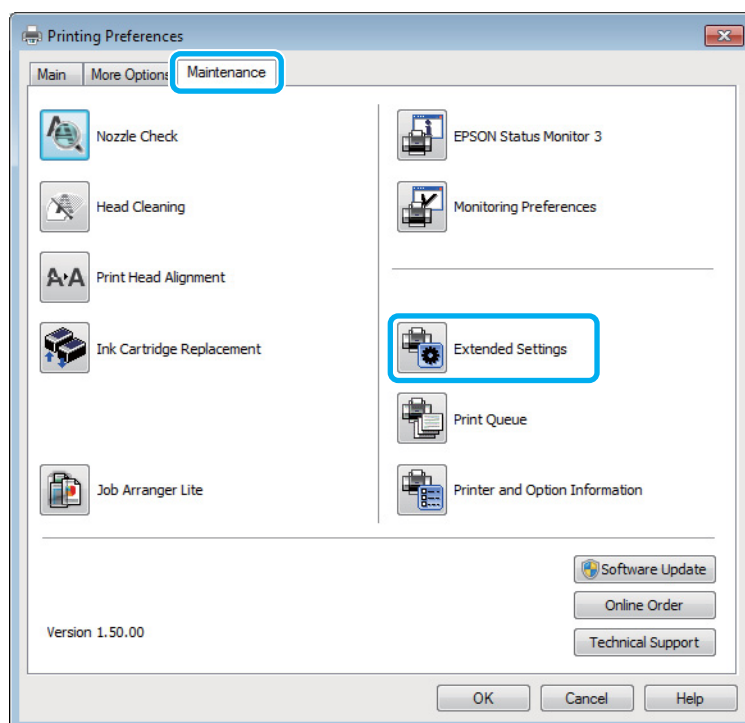 Printing Preferences
Main
More Options
Maintenance
Nozzle Check
Head Cleaning
Print Head Alignment
Ink Cartridge Replacement
Job Arranger Lite
EPSON Status Monitor 3
Monitoring Preferences
Extended Settings
Print Queue
Printer and Option Information
Software Update
Online Order
Technical Support
Version 1.50.00
OK
Cancel
Help